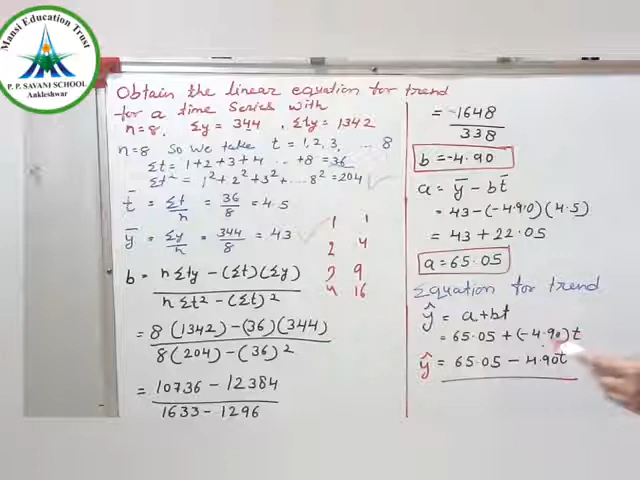 Mansi Education Trust
P. P. SAVANI SCHOOL
Ankleshwar
Obtain the linear equation for trend
for a time series with
n=8, Σy = 344, Σty = 1342
n=8 So we take t = 1, 2, 3, ... 8
Σt = 1+2+3+4 ... +8 = 36
Σt² = 1²+2²+3²+...8² = 204
t̄ = Σt/n = 36/8 = 4.5
ȳ = Σy/n = 344/8 = 43
1 1
2 4
3 9
4 16
b = nΣty - (Σt)(Σy) / nΣt² - (Σt)²
= 8(1342) - (36)(344) / 8(204) - (36)²
= 10736 - 12384 / 1633 - 1296
= -1648 / 338
b = -4.90
a = ȳ - bt̄
= 43 - (-4.90)(4.5)
= 43 + 22.05
a = 65.05
Equation for trend
ŷ = a+bt
= 65.05 + (-4.90)t
ŷ = 65.05 - 4.90t